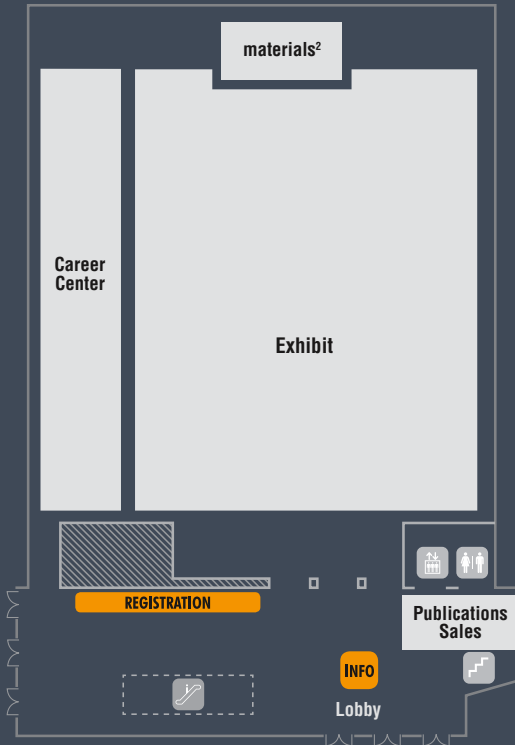 materials²
Career
Center
Exhibit
REGISTRATION
Publications
Sales
INFO
Lobby